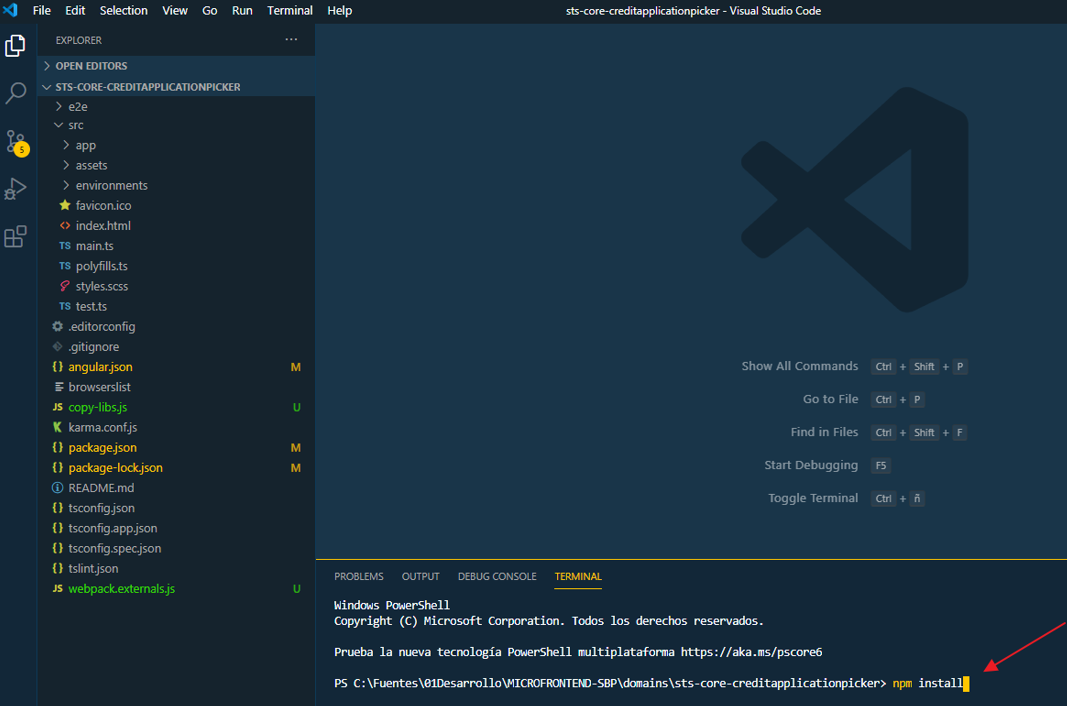 File Edit Selection View Go Run Terminal Help
sts-core-creditapplicationpicker - Visual Studio Code
EXPLORER
OPEN EDITORS
STS-CORE-CREDITAPPLICATIONPICKER
e2e
src
app
assets
environments
favicon.ico
<> index.html
TS main.ts
TS polyfills.ts
styles.scss
TS test.ts
.editorconfig
.gitignore
{} angular.json M
browserslist
JS copy-libs.js U
karma.conf.js
{} package.json M
{} package-lock.json M
README.md
{} tsconfig.json
{} tsconfig.app.json
{} tsconfig.spec.json
{} tslint.json
JS webpack.externals.js U
5
Show All Commands Ctrl + Shift + P
Go to File Ctrl + P
Find in Files Ctrl + Shift + F
Start Debugging F5
Toggle Terminal Ctrl + ñ
PROBLEMS OUTPUT DEBUG CONSOLE TERMINAL
Windows PowerShell
Copyright (C) Microsoft Corporation. Todos los derechos reservados.
Prueba la nueva tecnología PowerShell multiplataforma https://aka.ms/pscore6
PS C:\Fuentes\01Desarrollo\MICROFRONTEND-SBP\domains\sts-core-creditapplicationpicker> npm install